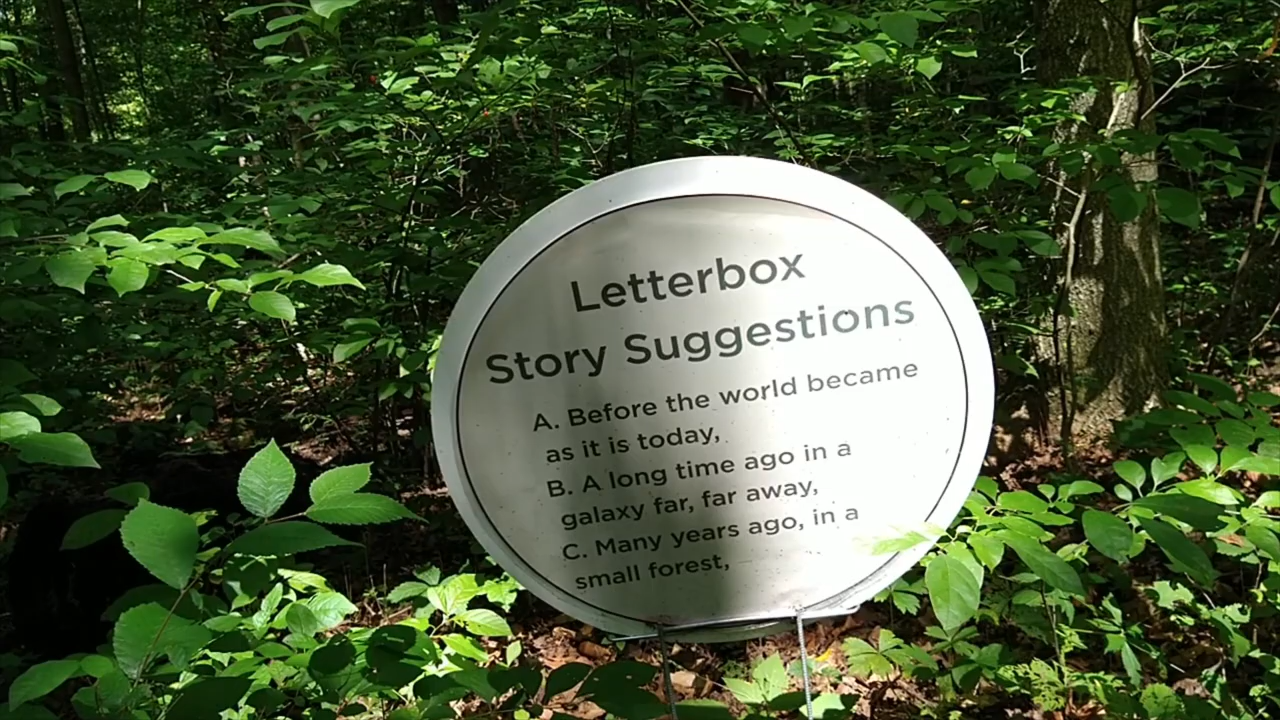 Letterbox
Story Suggestions
A. Before the world became
as it is today,
B. A long time ago in a
galaxy far, far away,
C. Many years ago, in a
small forest,